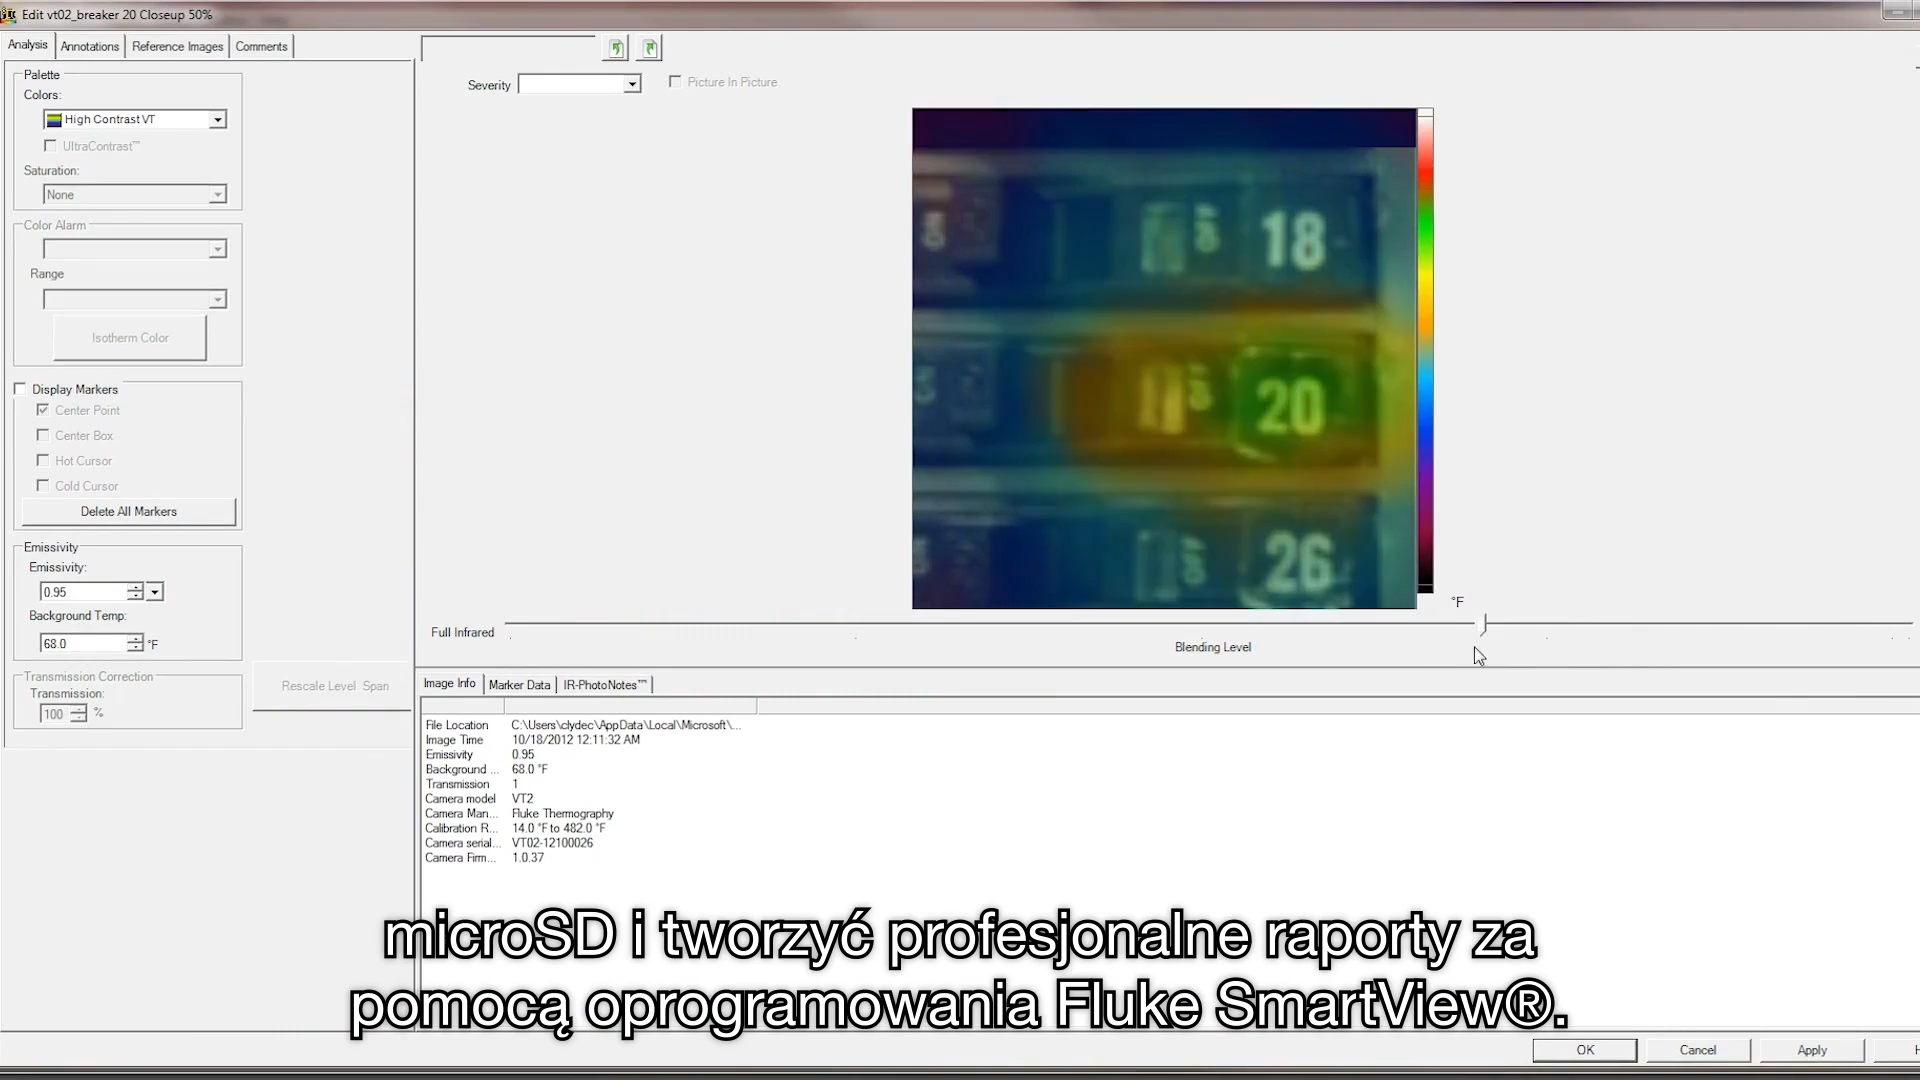 Edit vt02_breaker 20 Closeup 50%
Analysis
Annotations
Reference Images
Comments
Palette
Colors:
High Contrast VT
UltraContrast™
Saturation:
None
Color Alarm
Range
Isotherm Color
Display Markers
Center Point
Center Box
Hot Cursor
Cold Cursor
Delete All Markers
Emissivity
Emissivity:
0.95
Background Temp:
68.0 °F
Transmission Correction
Transmission:
100 %
Rescale Level Span
Severity
Picture In Picture
ON OFF 18
OFF 20
OFF 26
°F
Full Infrared
Blending Level
Image Info
Marker Data
IR-PhotoNotes™
File Location C:\Users\clydec\AppData\Local\Microsoft\...
Image Time 10/18/2012 12:11:32 AM
Emissivity 0.95
Background ... 68.0 °F
Transmission 1
Camera model VT2
Camera Man... Fluke Thermography
Calibration R... 14.0 °F to 482.0 °F
Camera serial... VT02-12100026
Camera Firm... 1.0.37
microSD i tworzyć profesjonalne raporty za
pomocą oprogramowania Fluke SmartView®.
OK
Cancel
Apply